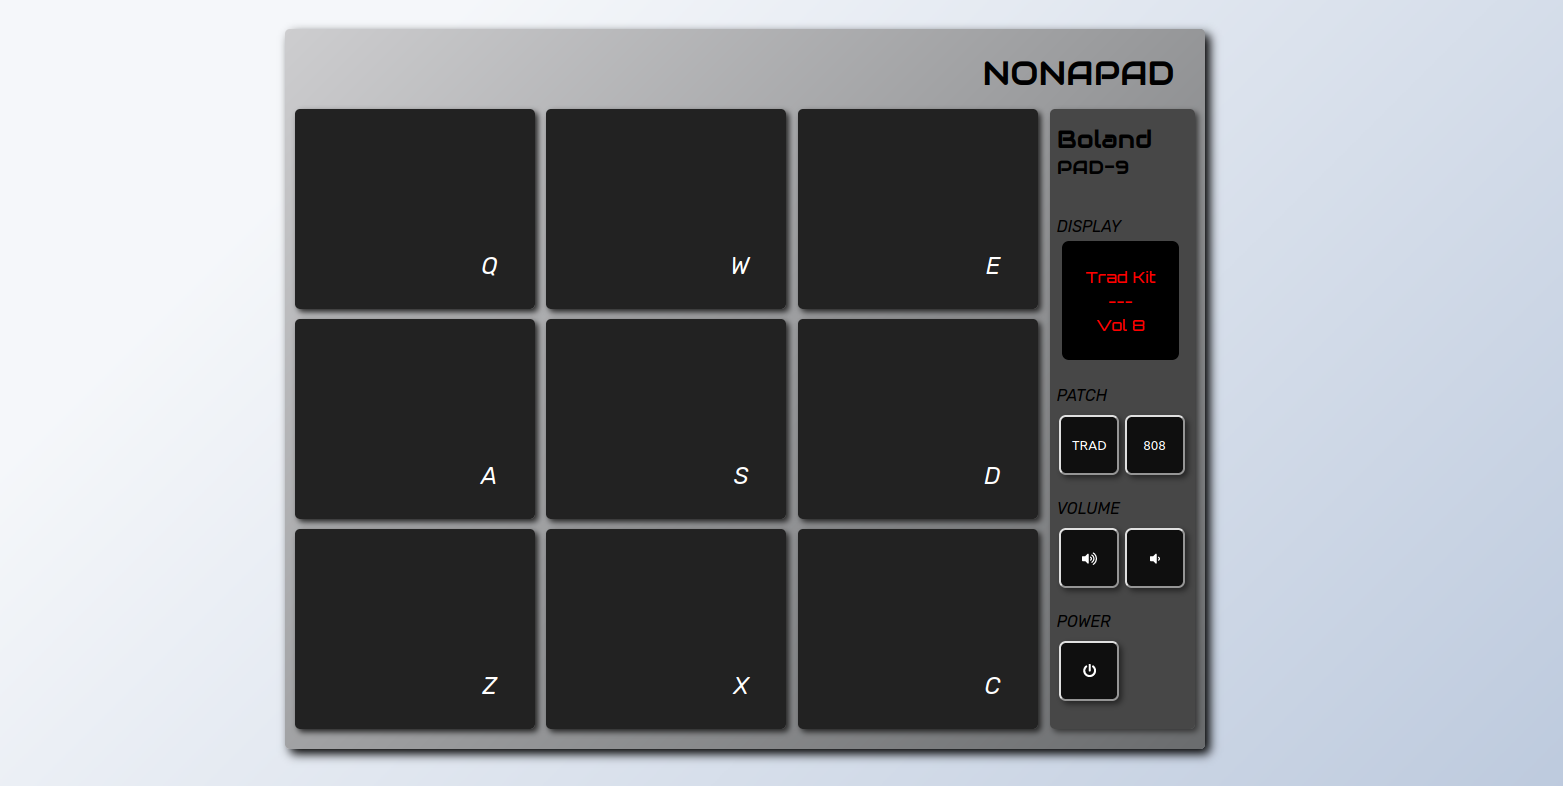 NONAPAD
Q
W
E
A
S
D
Z
X
C
Boland
PAD-9
DISPLAY
Trad Kit
---
Vol 8
PATCH
TRAD
808
VOLUME
POWER